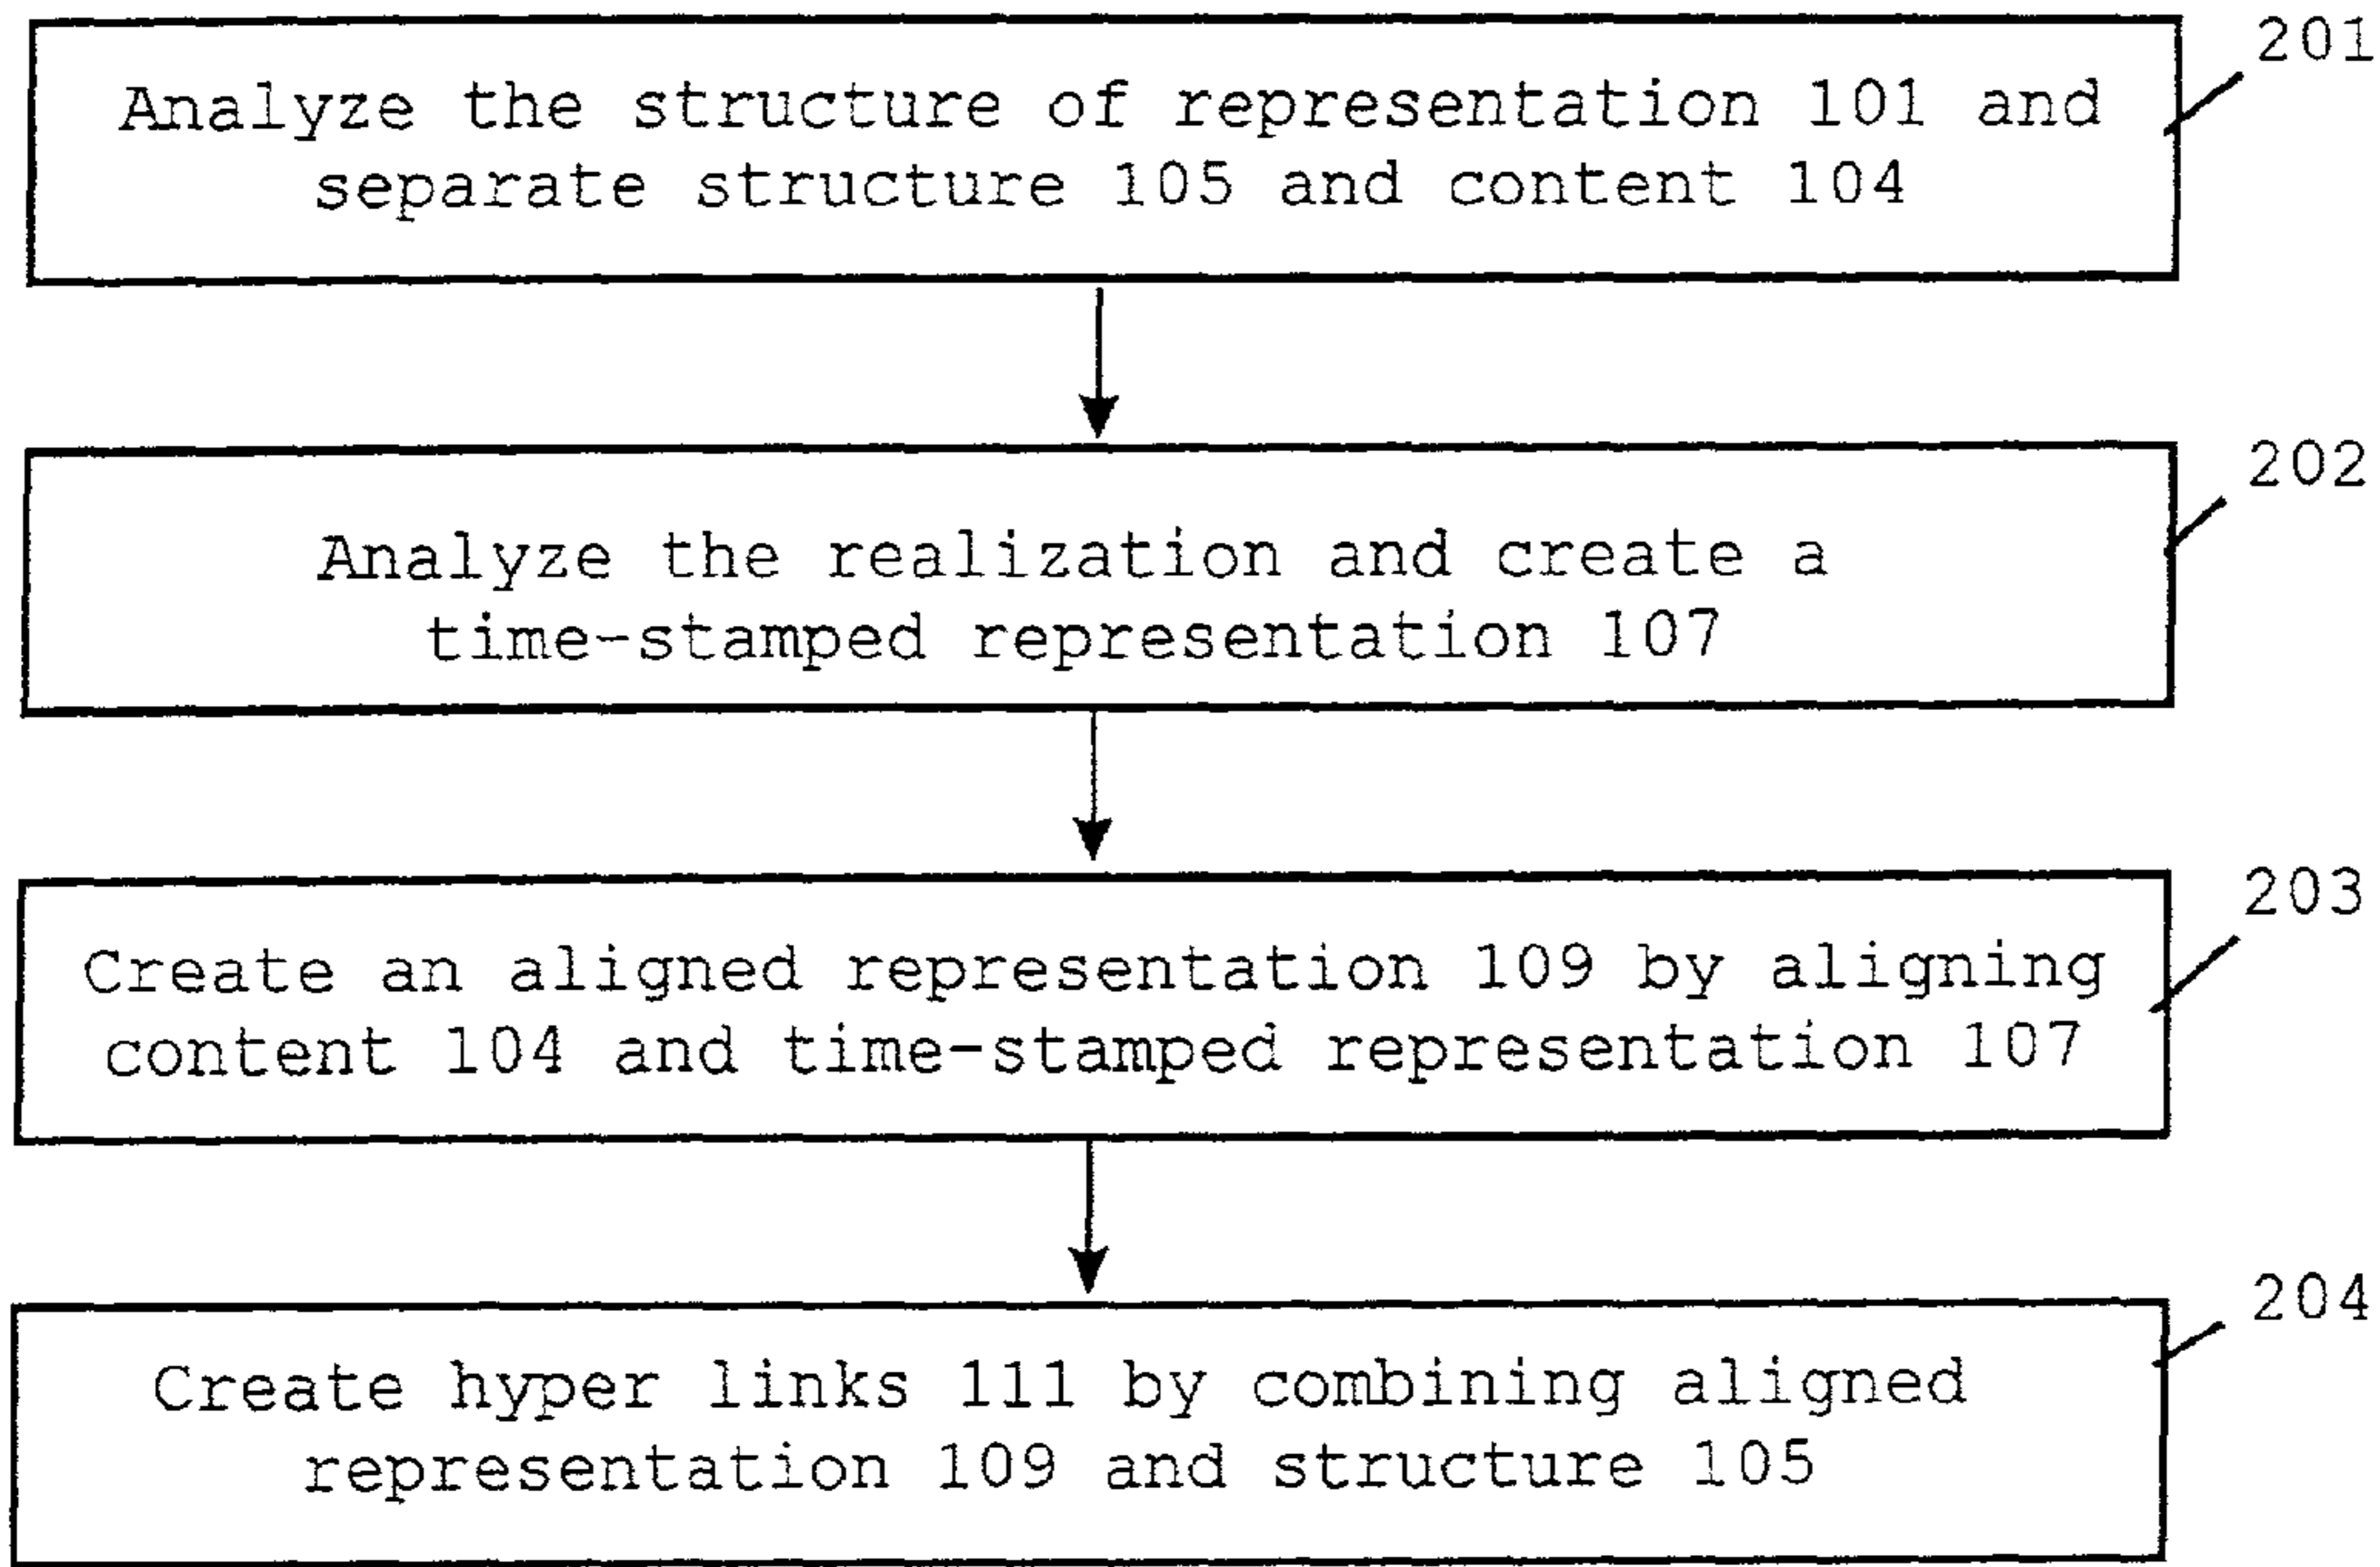 201
Analyze the structure of representation 101 and
separate structure 105 and content 104
202
Analyze the realization and create a
time-stamped representation 107
203
Create an aligned representation 109 by aligning
content 104 and time-stamped representation 107
204
Create hyper links 111 by combining aligned
representation 109 and structure 105